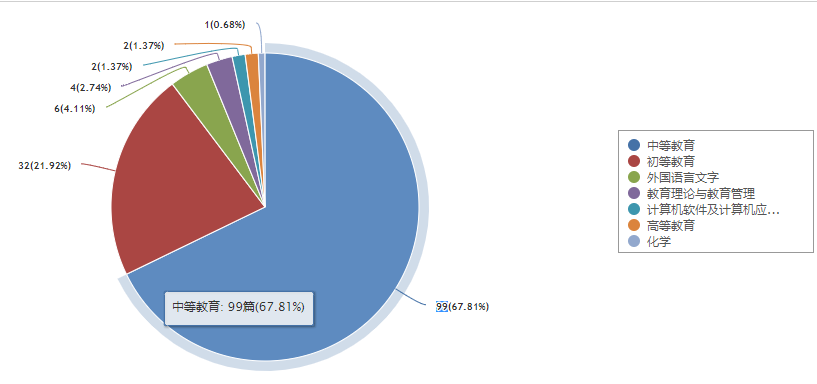 1(0.68%)
2(1.37%)
2(1.37%)
4(2.74%)
6(4.11%)
32(21.92%)
中等教育: 99篇(67.81%)
99(67.81%)
中等教育
初等教育
外国语言文字
教育理论与教育管理
计算机软件及计算机应...
高等教育
化学